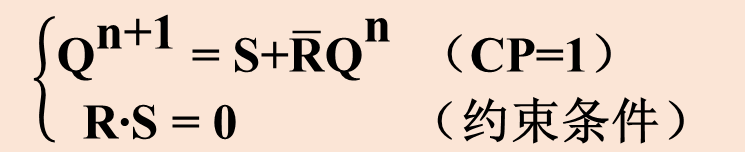 Qⁿ⁺¹ = S+R̅Qⁿ （CP=1）
R·S = 0 （约束条件）